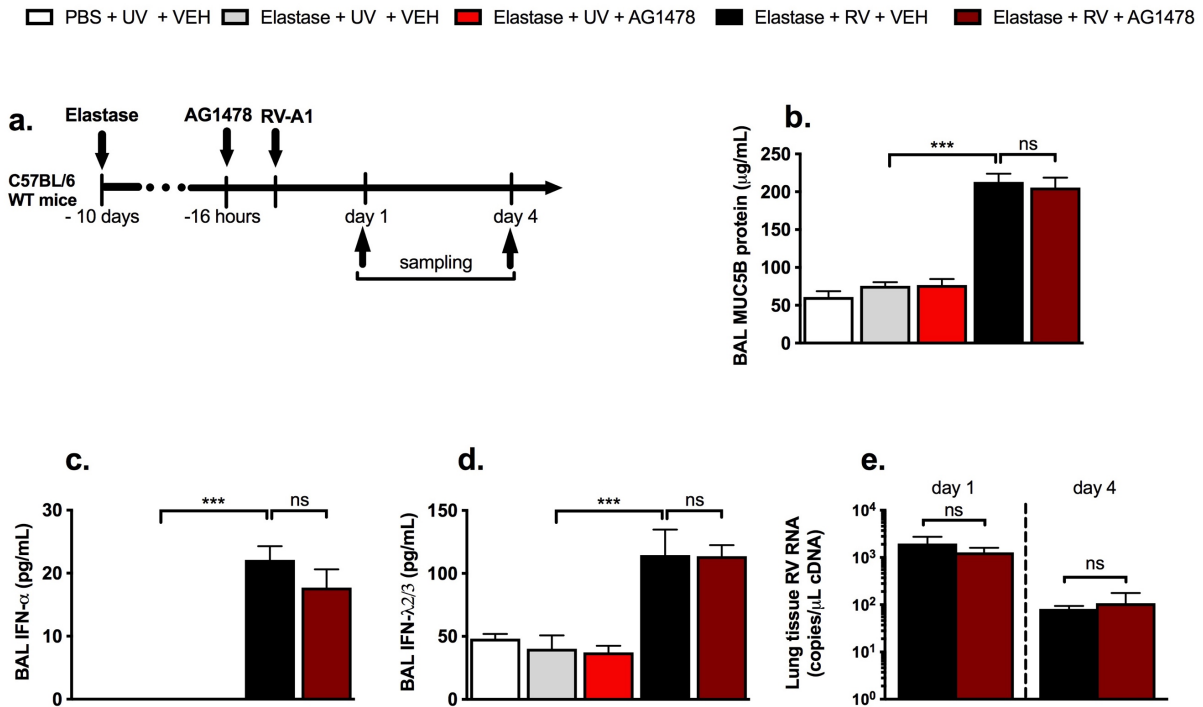 PBS + UV + VEH Elastase + UV + VEH Elastase + UV + AG1478 Elastase + RV + VEH Elastase + RV + AG1478
a.
Elastase AG1478 RV-A1
C57BL/6
WT mice
- 10 days -16 hours day 1 day 4
sampling
b.
BAL MUC5B protein (µg/mL)
250
200
150
100
50
0
*** ns
c.
BAL IFN-α (pg/mL)
30
20
10
0
*** ns
d.
BAL IFN-λ2/3 (pg/mL)
150
100
50
0
*** ns
e.
day 1 day 4
Lung tissue RV RNA
(copies/µL cDNA)
10⁴
10³
10²
10¹
10⁰
ns
ns